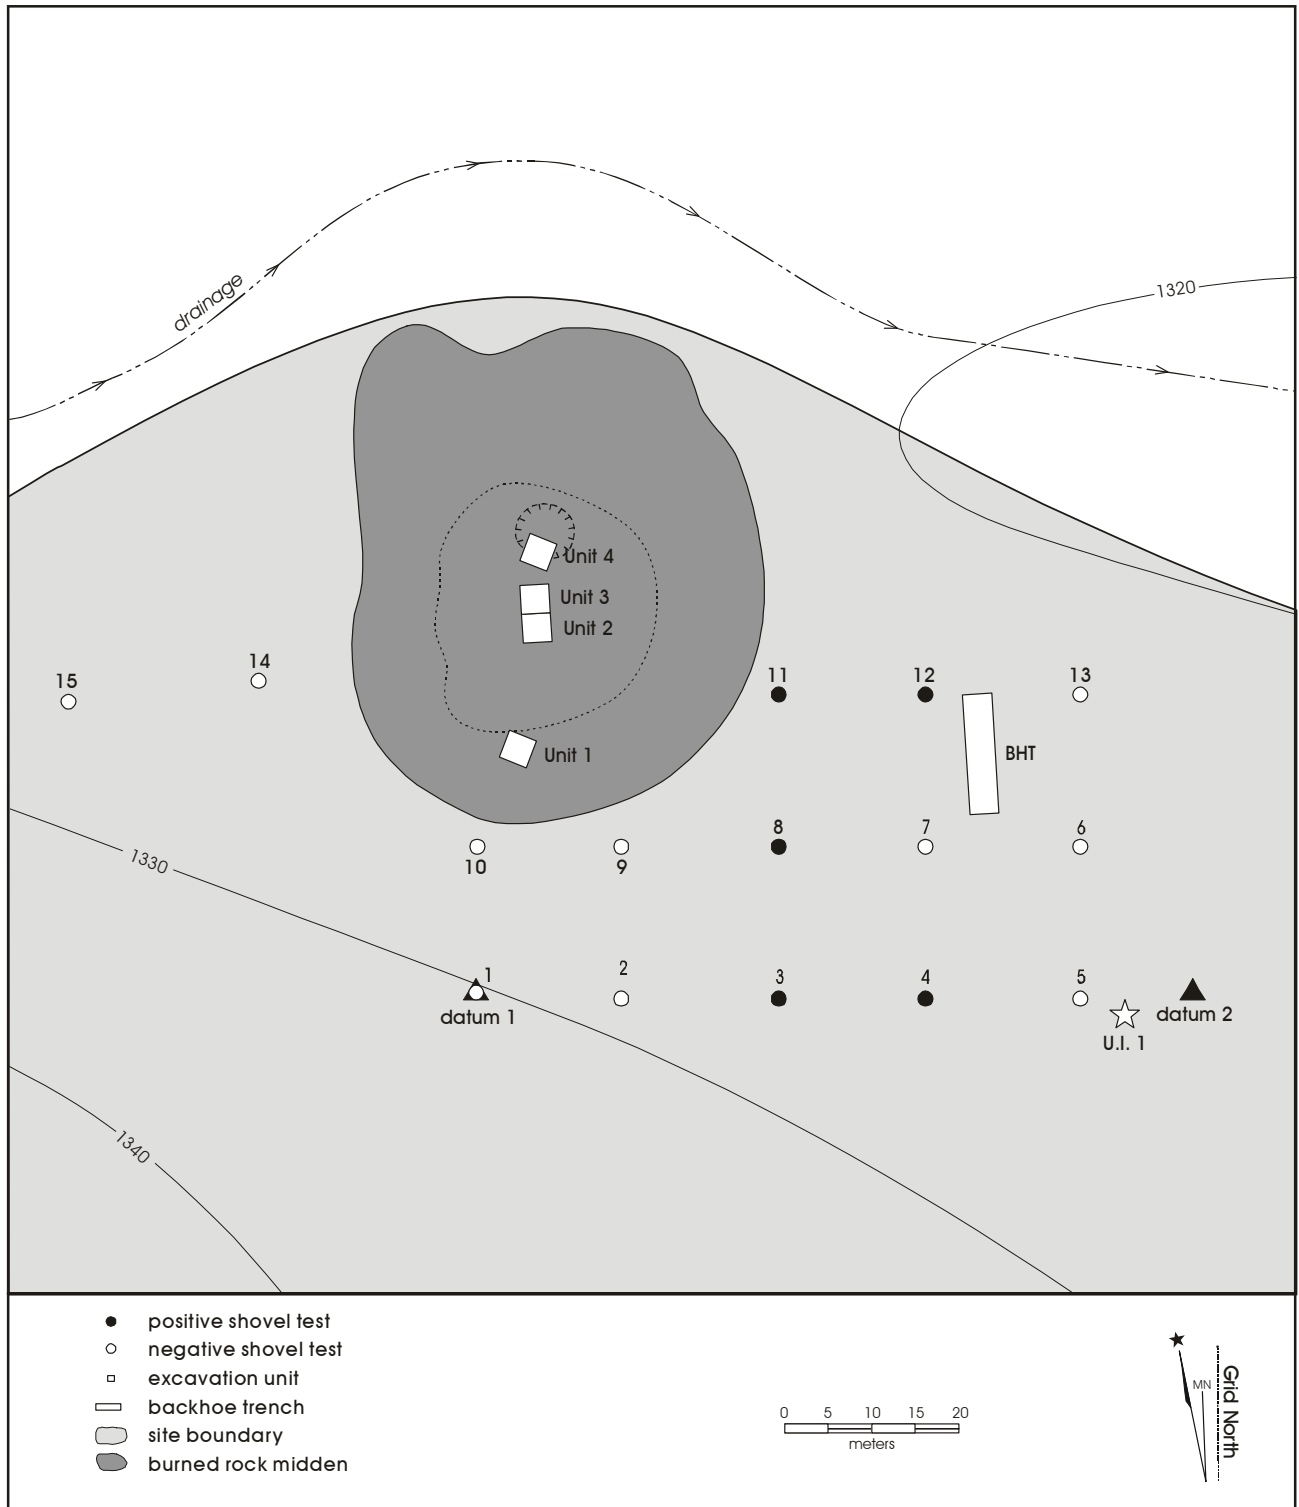 1320
drainage
Unit 4
Unit 3
Unit 2
14
15
11
12
13
Unit 1
BHT
8
7
6
10
9
1330
1
2
3
4
5
datum 1
datum 2
U.I. 1
1340
positive shovel test
negative shovel test
excavation unit
backhoe trench
site boundary
burned rock midden
0 5 10 15 20
meters
MN
Grid North